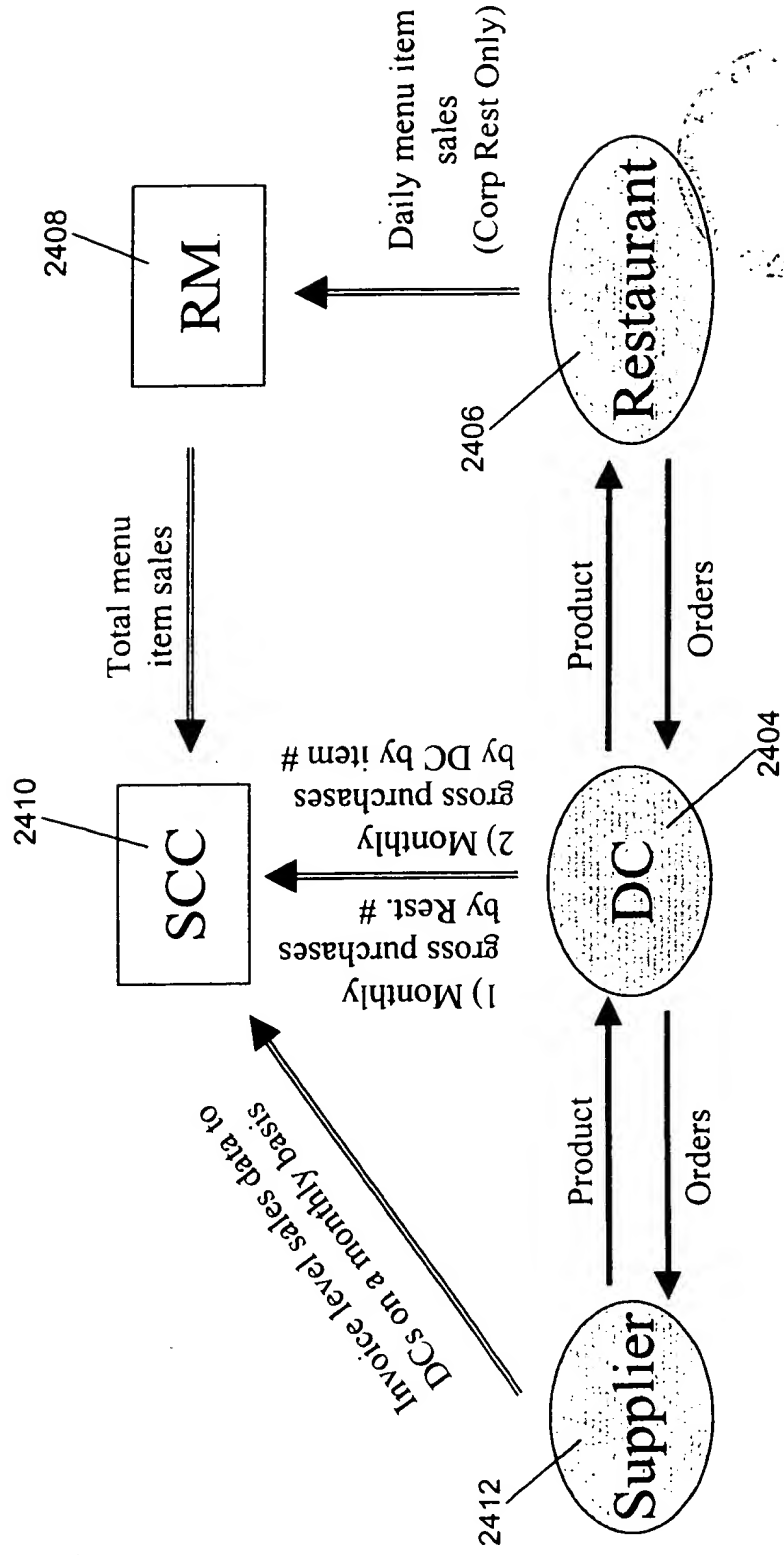 2410
SCC
2408
RM
Total menu
item sales
Invoice level sales data to
DCs on a monthly basis
1) Monthly
gross purchases
by Rest. #
2) Monthly
gross purchases
by DC by item #
Daily menu item
sales
(Corp Rest Only)
2412
Supplier
Product
Orders
DC
2404
Product
Orders
2406
Restaurant